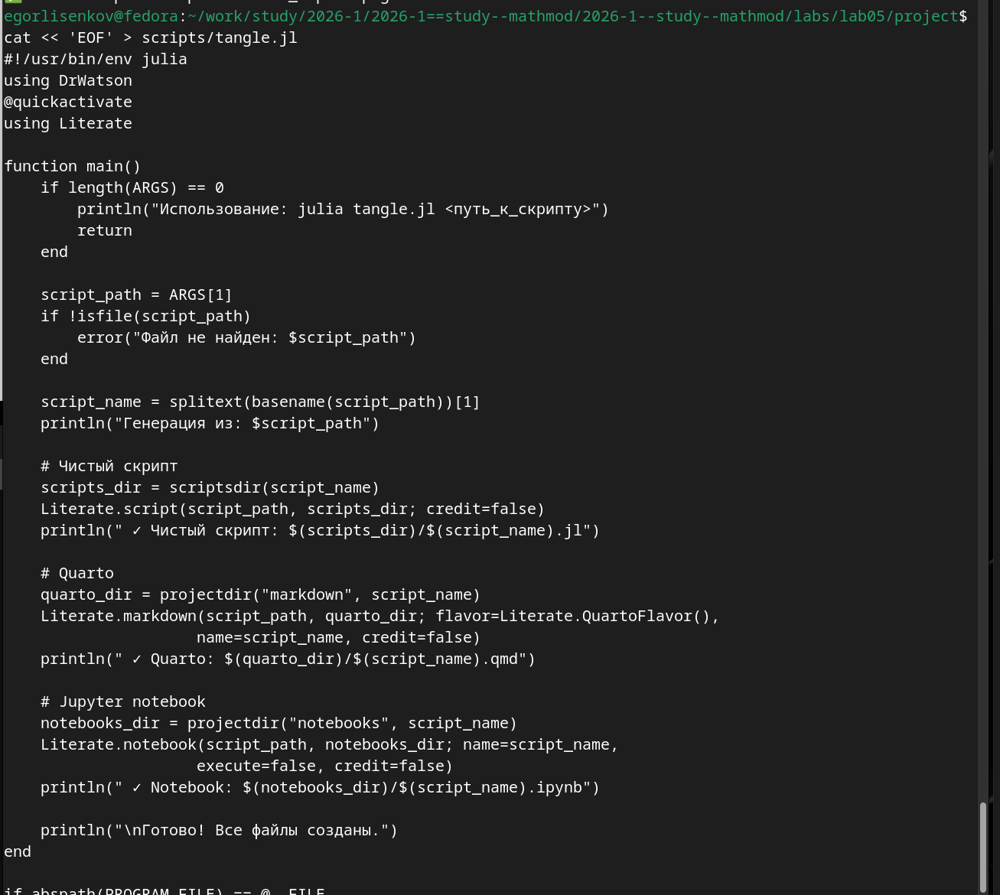 egorlisenkov@fedora:~/work/study/2026-1/2026-1==study--mathmod/2026-1--study--mathmod/labs/lab05/project$
cat << 'EOF' > scripts/tangle.jl
#!/usr/bin/env julia
using DrWatson
@quickactivate
using Literate

function main()
    if length(ARGS) == 0
        println("Использование: julia tangle.jl <путь_к_скрипту>")
        return
    end

    script_path = ARGS[1]
    if !isfile(script_path)
        error("Файл не найден: $script_path")
    end

    script_name = splitext(basename(script_path))[1]
    println("Генерация из: $script_path")

    # Чистый скрипт
    scripts_dir = scriptsdir(script_name)
    Literate.script(script_path, scripts_dir; credit=false)
    println(" ✓ Чистый скрипт: $(scripts_dir)/$(script_name).jl")

    # Quarto
    quarto_dir = projectdir("markdown", script_name)
    Literate.markdown(script_path, quarto_dir; flavor=Literate.QuartoFlavor(),
                     name=script_name, credit=false)
    println(" ✓ Quarto: $(quarto_dir)/$(script_name).qmd")

    # Jupyter notebook
    notebooks_dir = projectdir("notebooks", script_name)
    Literate.notebook(script_path, notebooks_dir; name=script_name,
                     execute=false, credit=false)
    println(" ✓ Notebook: $(notebooks_dir)/$(script_name).ipynb")

    println("\nГотово! Все файлы созданы.")
end

if abspath(PROGRAM_FILE) == @__FILE__